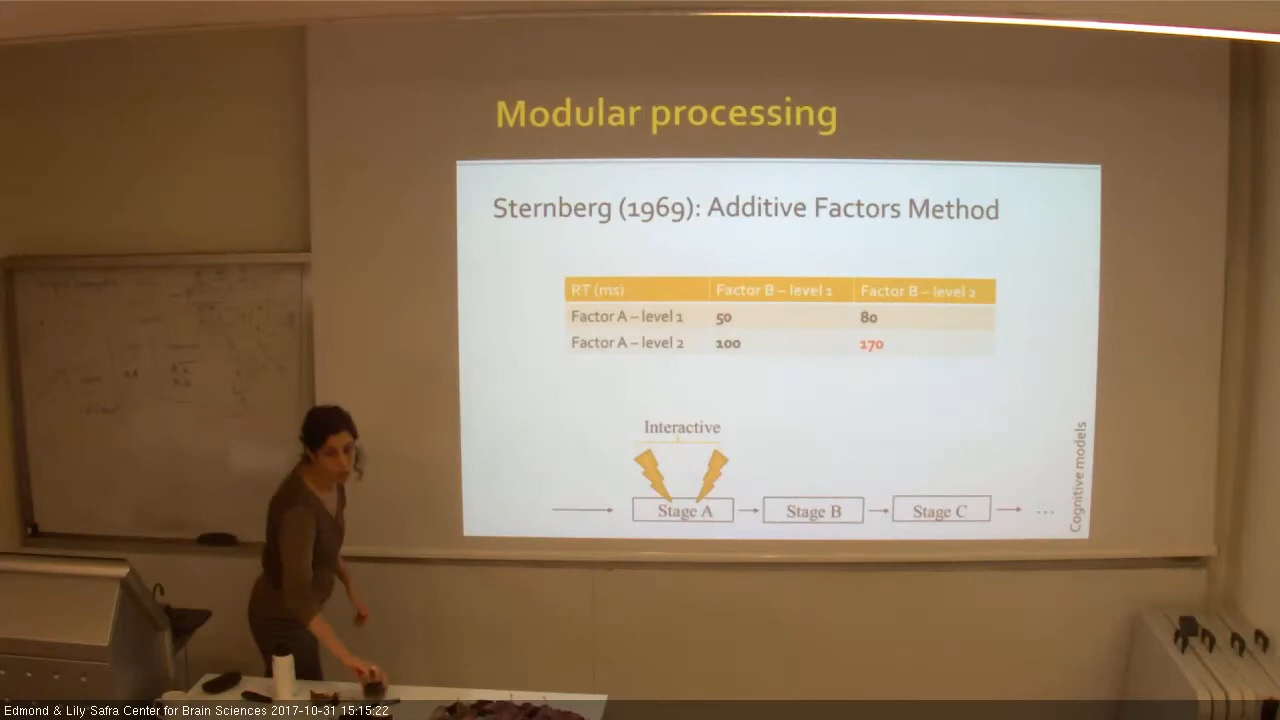 Modular processing
Sternberg (1969): Additive Factors Method
RT (ms) Factor B – level 1 Factor B – level 2
Factor A – level 1 50 80
Factor A – level 2 100 170
Interactive
Stage A Stage B Stage C ...
Cognitive models
Edmond & Lily Safra Center for Brain Sciences 2017-10-31 15:15:22